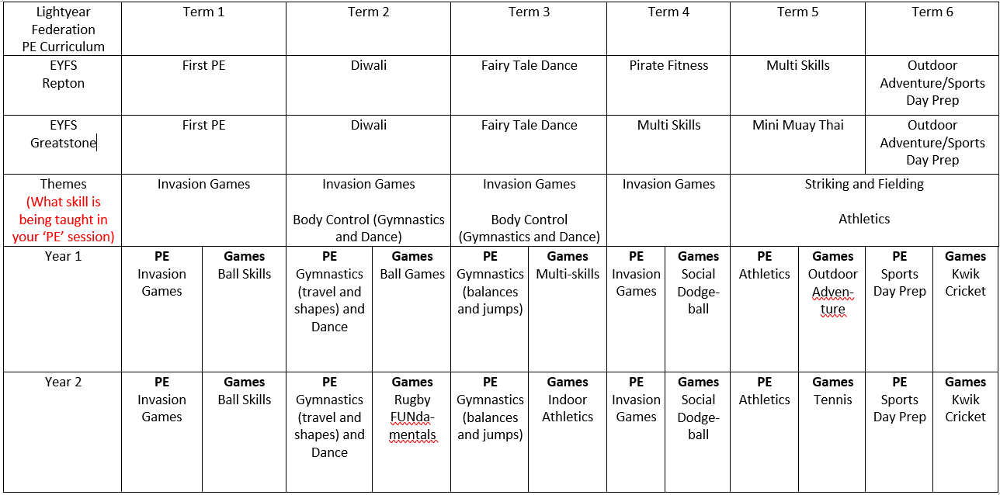 Lightyear
Federation
PE Curriculum
Term 1
Term 2
Term 3
Term 4
Term 5
Term 6
EYFS
Repton
First PE
Diwali
Fairy Tale Dance
Pirate Fitness
Multi Skills
Outdoor
Adventure/Sports
Day Prep
EYFS
Greatstone
First PE
Diwali
Fairy Tale Dance
Multi Skills
Mini Muay Thai
Outdoor
Adventure/Sports
Day Prep
Themes
(What skill is
being taught in
your ‘PE’ session)
Invasion Games
Invasion Games
Body Control (Gymnastics
and Dance)
Invasion Games
Body Control
(Gymnastics and Dance)
Invasion Games
Striking and Fielding
Athletics
Year 1
PE
Invasion
Games
Games
Ball Skills
PE
Gymnastics
(travel and
shapes) and
Dance
Games
Ball Games
PE
Gymnastics
(balances
and jumps)
Games
Multi-skills
PE
Invasion
Games
Games
Social
Dodge-
ball
PE
Athletics
Games
Outdoor
Adven-
ture
PE
Sports
Day Prep
Games
Kwik
Cricket
Year 2
PE
Invasion
Games
Games
Ball Skills
PE
Gymnastics
(travel and
shapes) and
Dance
Games
Rugby
FUNda-
mentals
PE
Gymnastics
(balances
and jumps)
Games
Indoor
Athletics
PE
Invasion
Games
Games
Social
Dodge-
ball
PE
Athletics
Games
Tennis
PE
Sports
Day Prep
Games
Kwik
Cricket